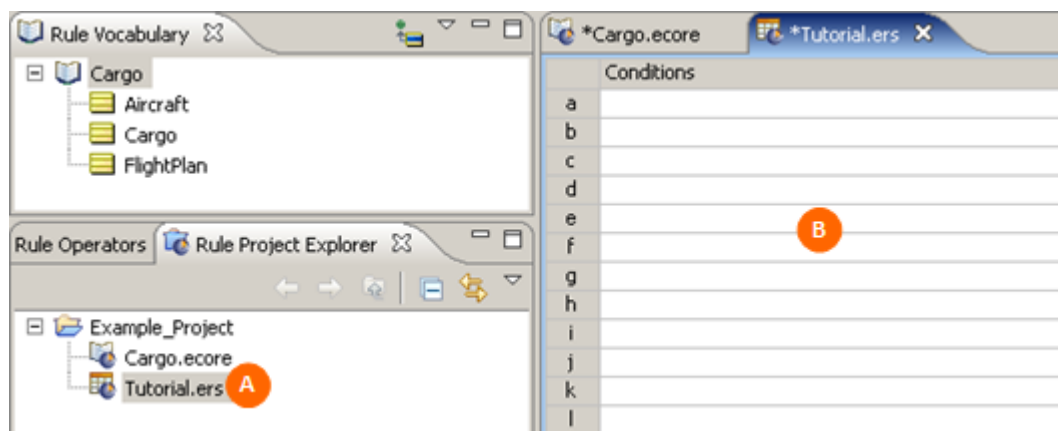 Rule Vocabulary
Cargo
Aircraft
Cargo
FlightPlan
Rule Operators Rule Project Explorer
Example_Project
Cargo.ecore
Tutorial.ers A
*Cargo.ecore *Tutorial.ers
Conditions
a
b
c
d
e
B
f
g
h
i
j
k
l